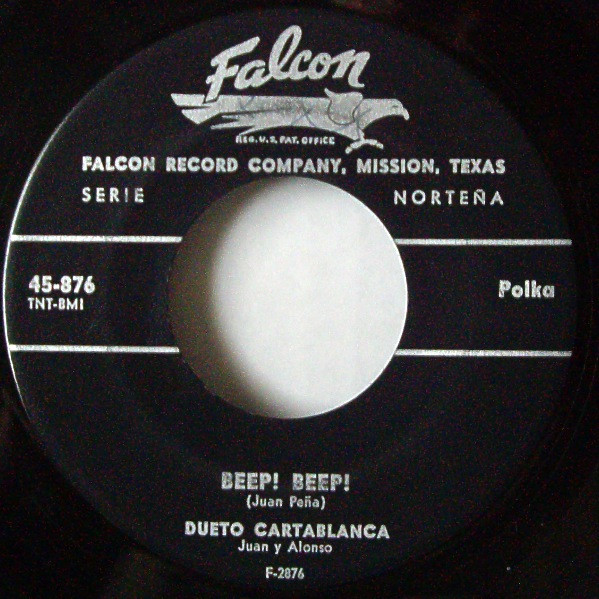 Falcon
REG. U.S. PAT. OFFICE
FALCON RECORD COMPANY, MISSION, TEXAS
SERIE NORTEÑA
45-876 Polka
TNT-BMI
BEEP! BEEP!
(Juan Peña)
DUETO CARTABLANCA
Juan y Alonso
F-2876